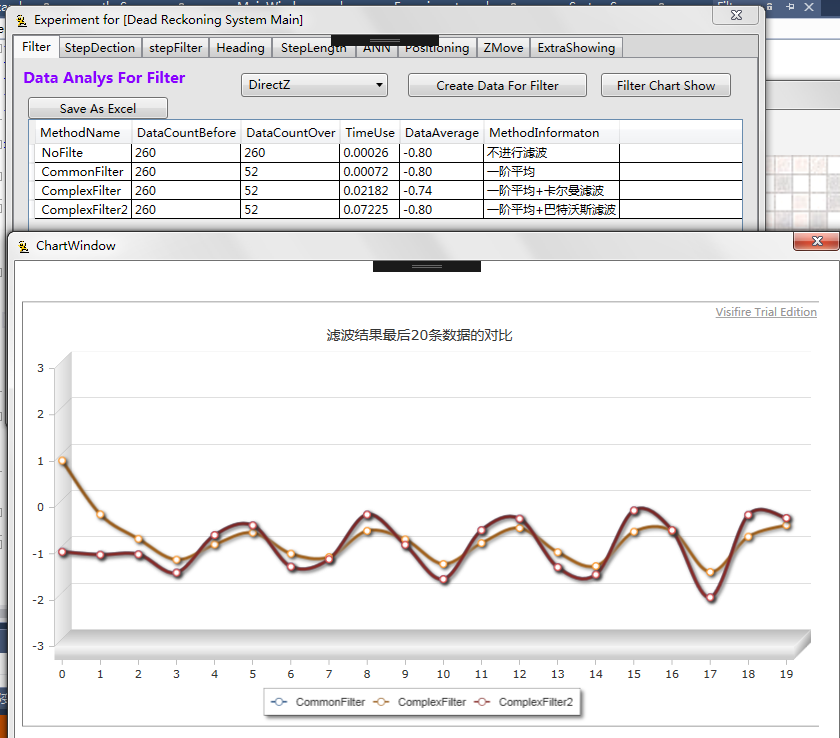 Experiment for [Dead Reckoning System Main]
Filter StepDection stepFilter Heading StepLength ANN Positioning ZMove ExtraShowing
Data Analys For Filter DirectZ Create Data For Filter Filter Chart Show
Save As Excel
MethodName DataCountBefore DataCountOver TimeUse DataAverage MethodInformaton
NoFilte 260 260 0.00026 -0.80 不进行滤波
CommonFilter 260 52 0.00072 -0.80 一阶平均
ComplexFilter 260 52 0.02182 -0.74 一阶平均+卡尔曼滤波
ComplexFilter2 260 52 0.07225 -0.80 一阶平均+巴特沃斯滤波
ChartWindow
Visifire Trial Edition
滤波结果最后20条数据的对比
3
2
1
0
-1
-2
-3
0 1 2 3 4 5 6 7 8 9 10 11 12 13 14 15 16 17 18 19
CommonFilter ComplexFilter ComplexFilter2